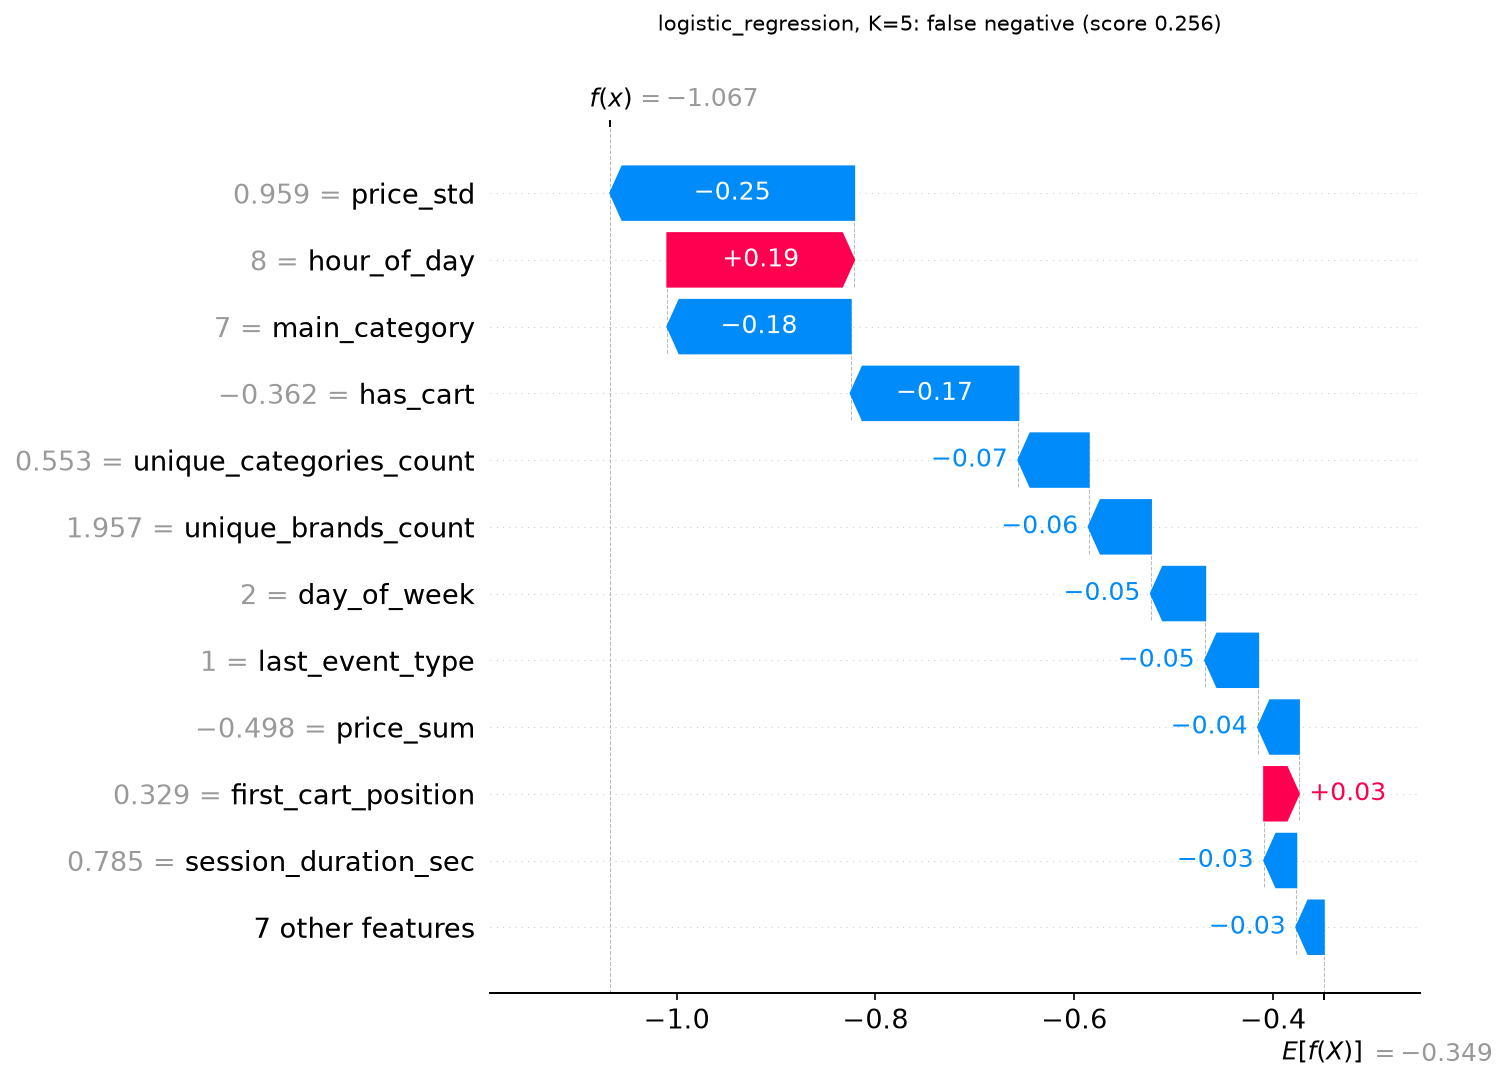 logistic_regression, K=5: false negative (score 0.256)
f(x) = −1.067
0.959 = price_std −0.25
8 = hour_of_day +0.19
7 = main_category −0.18
−0.362 = has_cart −0.17
0.553 = unique_categories_count −0.07
1.957 = unique_brands_count −0.06
2 = day_of_week −0.05
1 = last_event_type −0.05
−0.498 = price_sum −0.04
0.329 = first_cart_position +0.03
0.785 = session_duration_sec −0.03
7 other features −0.03
−1.0 −0.8 −0.6 −0.4
E[f(X)] = −0.349